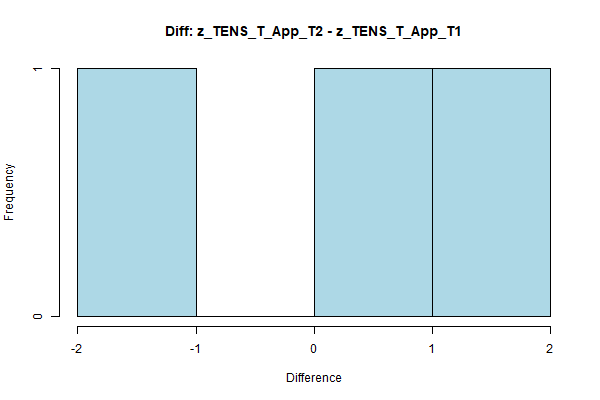 Diff: z_TENS_T_App_T2 - z_TENS_T_App_T1
1
0
Frequency
-2
-1
0
1
2
Difference